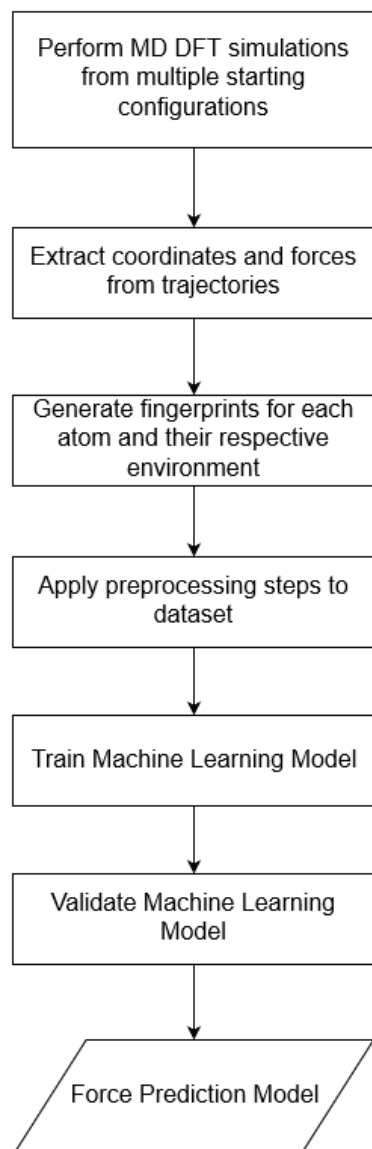 Perform MD DFT simulations
from multiple starting
configurations
Extract coordinates and forces
from trajectories
Generate fingerprints for each
atom and their respective
environment
Apply preprocessing steps to
dataset
Train Machine Learning Model
Validate Machine Learning
Model
Force Prediction Model